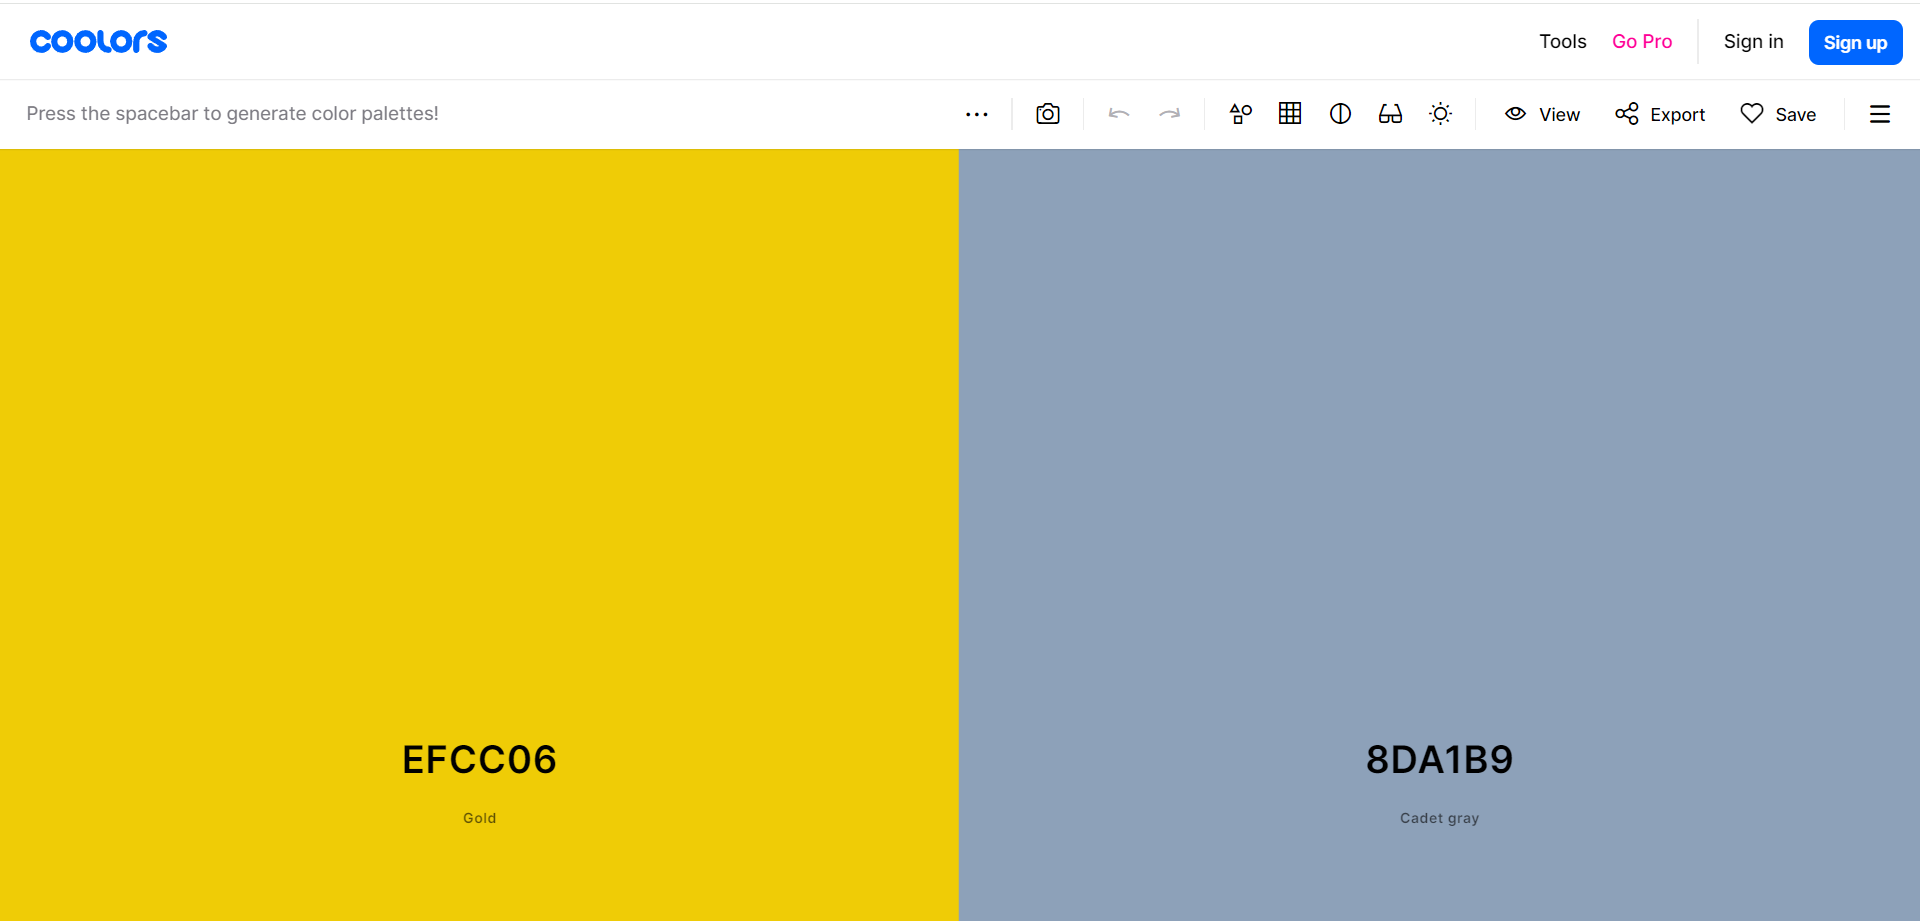 coolors
Tools Go Pro Sign in Sign up
Press the spacebar to generate color palettes! View Export Save
EFCC06 8DA1B9
Gold Cadet gray